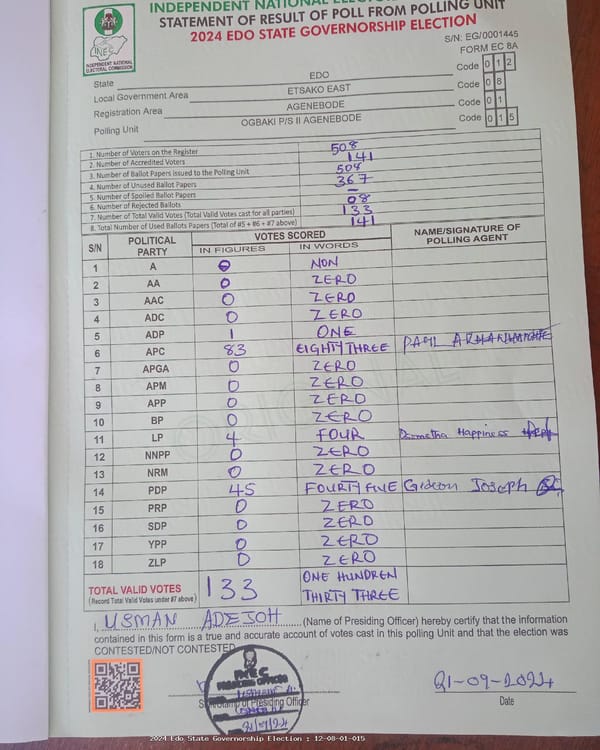 INDEPENDENT NATIONAL
STATEMENT OF RESULT OF POLL FROM POLLING UNIT
2024 EDO STATE GOVERNORSHIP ELECTION
S/N: EG/0001445
FORM EC 8A
INEC
INDEPENDENT NATIONAL
ELECTORAL COMMISSION
State EDO Code 0 1 2
Local Government Area ETSAKO EAST Code 0 8
Registration Area AGENEBODE Code 0 1
Polling Unit OGBAKI P/S II AGENEBODE Code 0 1 5
1. Number of Voters on the Register 508
2. Number of Accredited Voters 141
3. Number of Ballot Papers issued to the Polling Unit 508
4. Number of Unused Ballot Papers 367
5. Number of Spoiled Ballot Papers –
6. Number of Rejected Ballots 08
7. Number of Total Valid Votes (Total Valid Votes cast for all parties) 133
8. Total Number of Used Ballots Papers (Total of #5 + #6 + #7 above) 141
S/N POLITICAL PARTY VOTES SCORED NAME/SIGNATURE OF POLLING AGENT
IN FIGURES IN WORDS
1 A 0 NON
2 AA 0 ZERO
3 AAC 0 ZERO
4 ADC 0 ZERO
5 ADP 1 ONE
6 APC 83 EIGHTY THREE PAUL
7 APGA 0 ZERO
8 APM 0 ZERO
9 APP 0 ZERO
10 BP 0 ZERO
11 LP 4 FOUR Happiness
12 NNPP 0 ZERO
13 NRM 0 ZERO
14 PDP 45 FOURTY FIVE Gideon Joseph
15 PRP 0 ZERO
16 SDP 0 ZERO
17 YPP 0 ZERO
18 ZLP 0 ZERO
TOTAL VALID VOTES 133 ONE HUNDREN
(Record Total Valid Votes under #7 above) THIRTY THREE
I, USMAN ADEJOH (Name of Presiding Officer) hereby certify that the information
contained in this form is a true and accurate account of votes cast in this polling Unit and that the election was
CONTESTED/NOT CONTESTED
INEC
PRESIDING OFFICER
21/9/24
Presiding Officer
21-09-2024
Date
2024 Edo State Governorship Election : 12-08-01-015